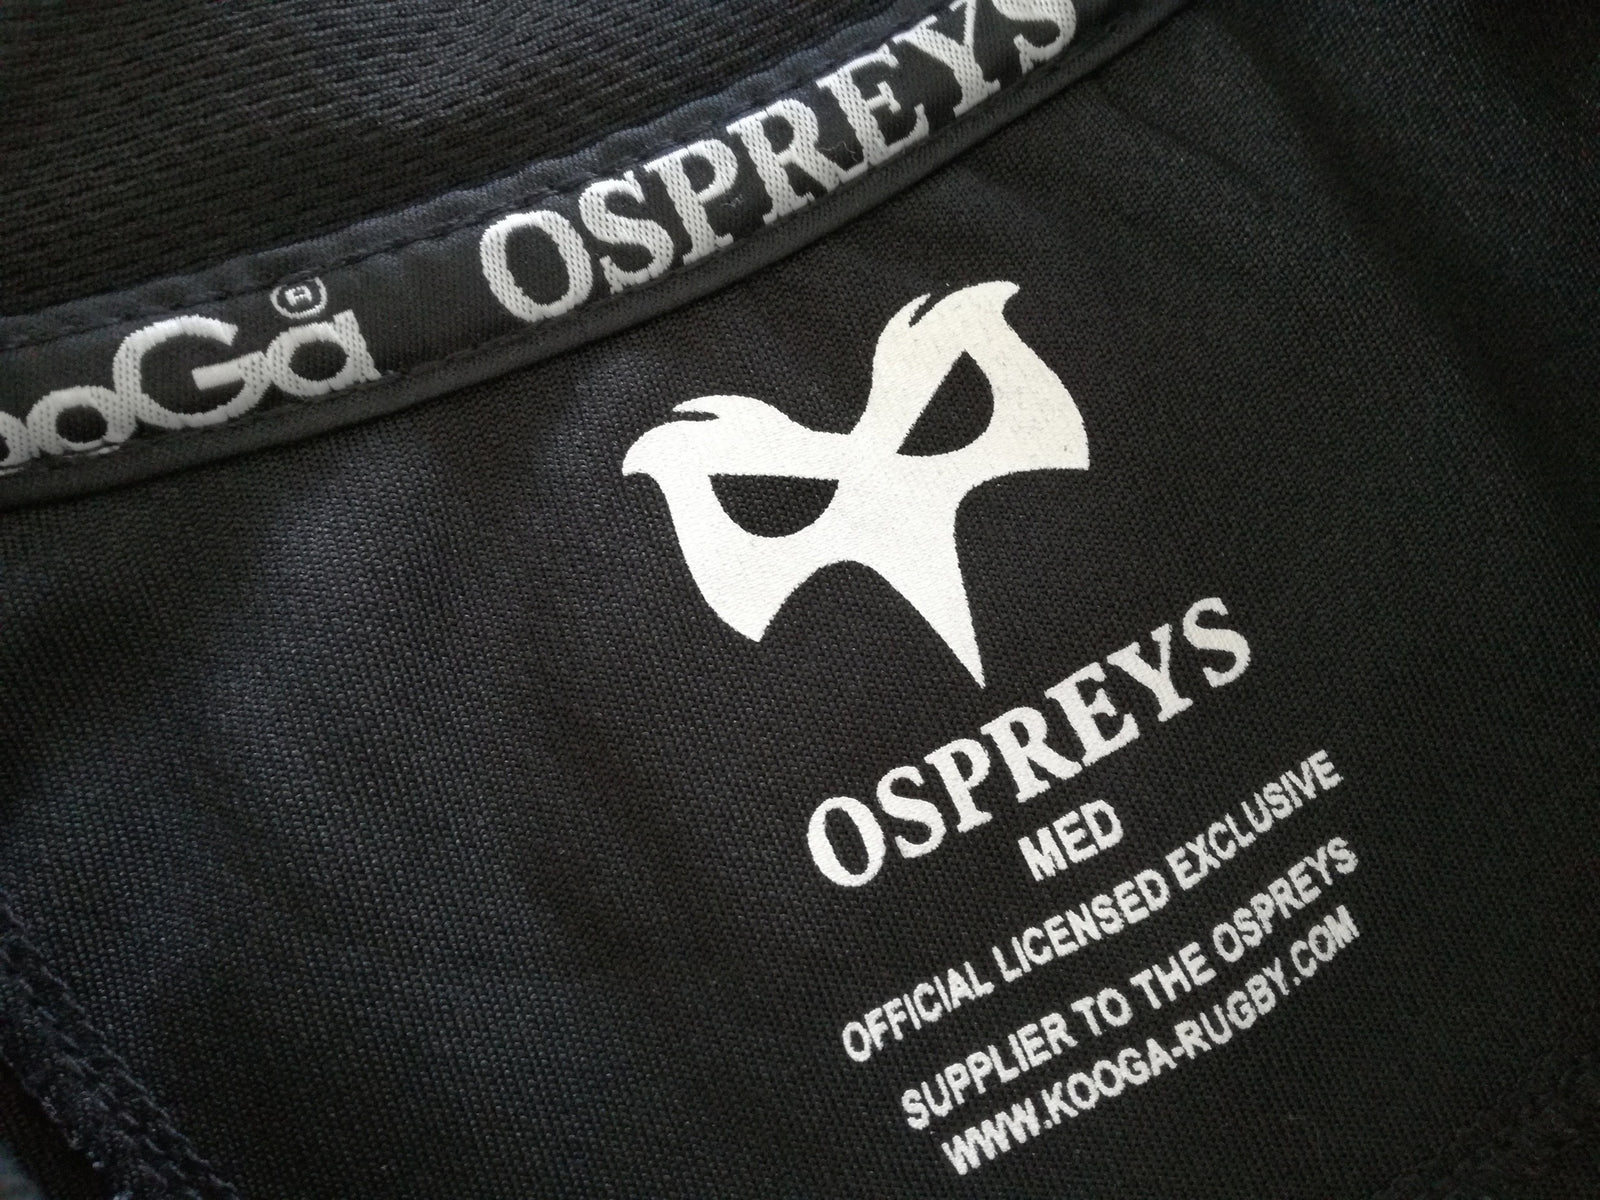 ooGa® OSPREYS
OSPREYS
MED
OFFICIAL LICENSED EXCLUSIVE
SUPPLIER TO THE OSPREYS
WWW.KOOGA-RUGBY.COM